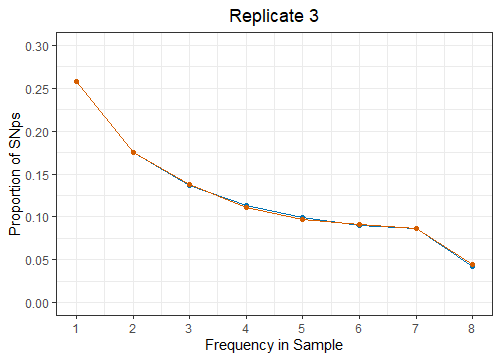 Replicate 3
0.30
0.25
0.20
0.15
0.10
0.05
0.00
Proportion of SNps
1 2 3 4 5 6 7 8
Frequency in Sample